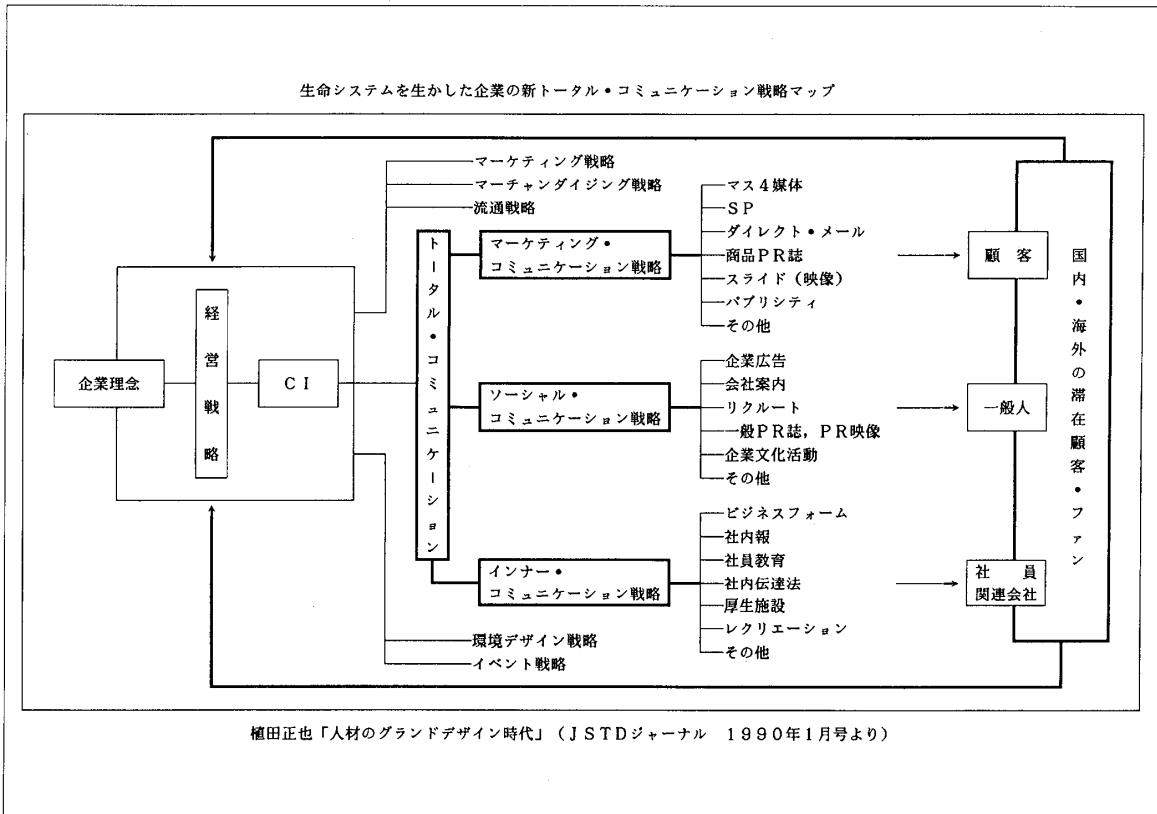 生命システムを生かした企業の新トータル・コミュニケーション戦略マップ
企業理念
経営戦略
CI
マーケティング戦略
マーチャンダイジング戦略
流通戦略
トータル・コミュニケーション
マーケティング・
コミュニケーション戦略
マス4媒体
SP
ダイレクト・メール
商品PR誌
スライド(映像)
パブリシティ
その他
顧客
ソーシャル・
コミュニケーション戦略
企業広告
会社案内
リクルート
一般PR誌,PR映像
企業文化活動
その他
一般人
インナー・
コミュニケーション戦略
ビジネスフォーム
社内報
社員教育
社内伝達法
厚生施設
レクリエーション
その他
社員
関連会社
国内・海外の滞在顧客・ファン
環境デザイン戦略
イベント戦略
植田正也「人材のグランドデザイン時代」(JSTDジャーナル 1990年1月号より)